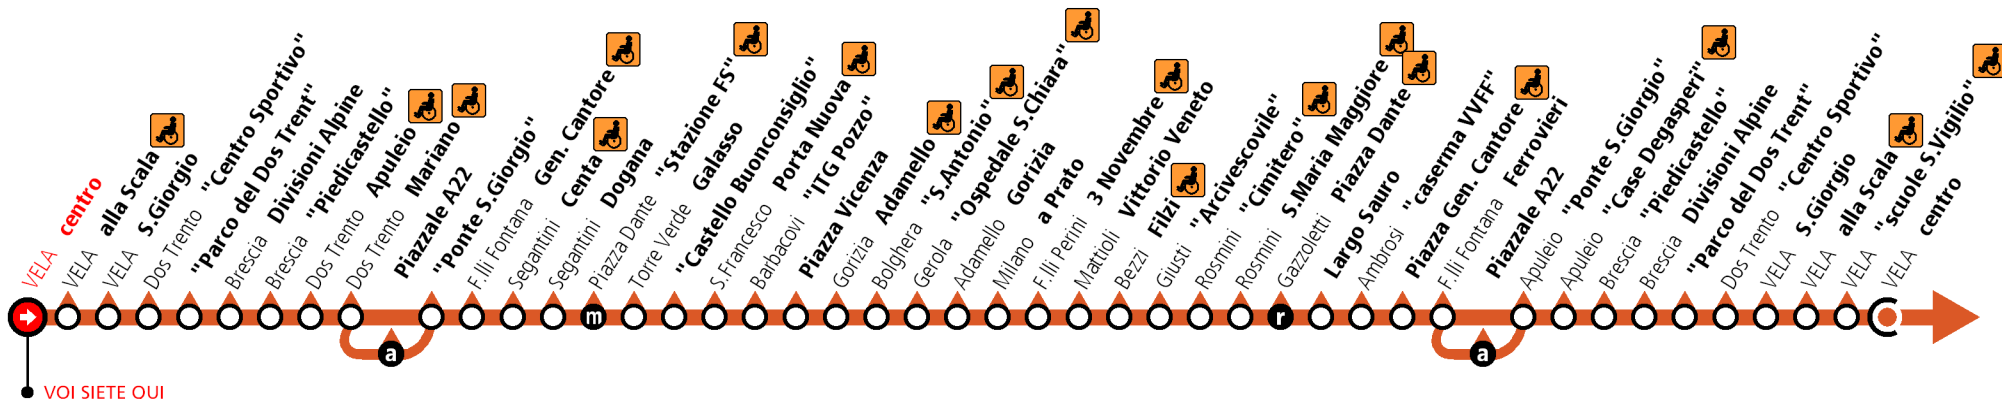 VELA centro
VELA alla Scala
VELA S.Giorgio
Dos Trento "Centro Sportivo"
"Parco del Dos Trent"
Brescia Divisioni Alpine
Brescia "Piedicastello"
Dos Trento Apuleio
Dos Trento Mariano
Piazzale A22
"Ponte S.Giorgio"
F.lli Fontana Gen. Cantore
Segantini Centa
Segantini Dogana
Piazza Dante "Stazione FS"
Torre Verde Galasso
"Castello Buonconsiglio"
S.Francesco Porta Nuova
Barbacovi "ITG Pozzo"
Piazza Vicenza
Gorizia Adamello
Bolghera "S.Antonio"
Gerola "Ospedale S.Chiara"
Adamello Gorizia
Milano a Prato
F.lli Perini 3 Novembre
Mattioli Vittorio Veneto
Bezzi Filzi
Giusti "Arcivescovile"
Rosmini "Cimitero"
Rosmini S.Maria Maggiore
Gazzoletti Piazza Dante
Largo Sauro
Ambrosi "caserma VVFF"
Piazza Gen. Cantore
F.lli Fontana Ferrovieri
Piazzale A22
Apuleio "Ponte S.Giorgio"
Apuleio "Case Degasperi"
Brescia "Piedicastello"
Brescia Divisioni Alpine
"Parco del Dos Trento"
Dos Trento "Centro Sportivo"
VELA S.Giorgio
VELA alla Scala
VELA "scuole S.Vigilio"
VELA centro
m
r
a
a
VOI SIETE QUI